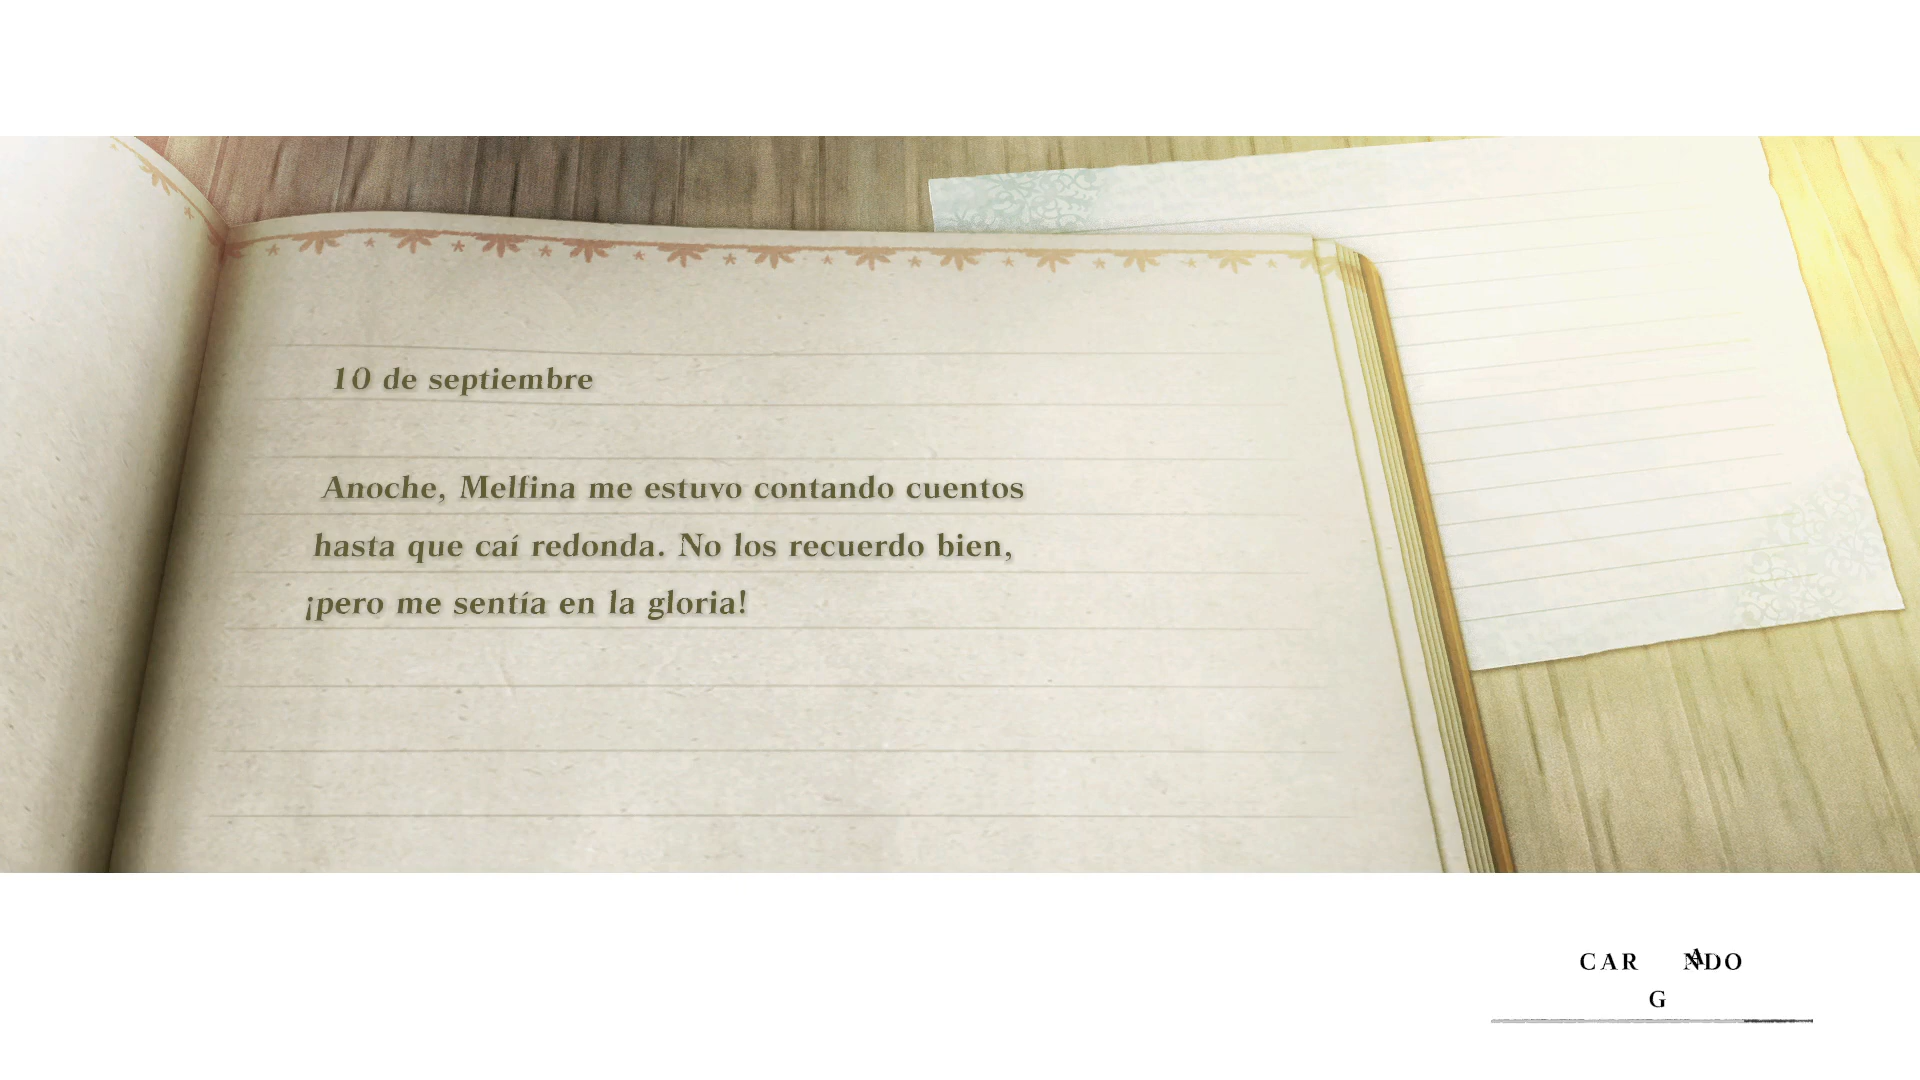 10 de septiembre
Anoche, Melfina me estuvo contando cuentos
hasta que caí redonda. No los recuerdo bien,
¡pero me sentía en la gloria!
CARGANDO